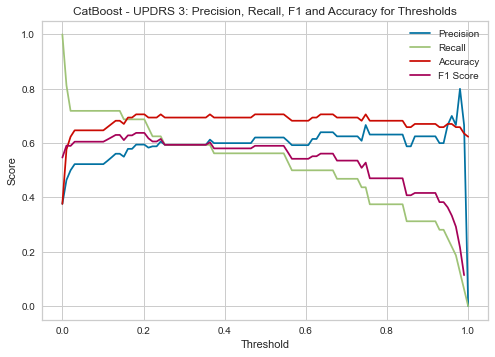 CatBoost - UPDRS 3: Precision, Recall, F1 and Accuracy for Thresholds
Precision
Recall
Accuracy
F1 Score
1.0
0.8
0.6
0.4
0.2
0.0
Score
0.0 0.2 0.4 0.6 0.8 1.0
Threshold